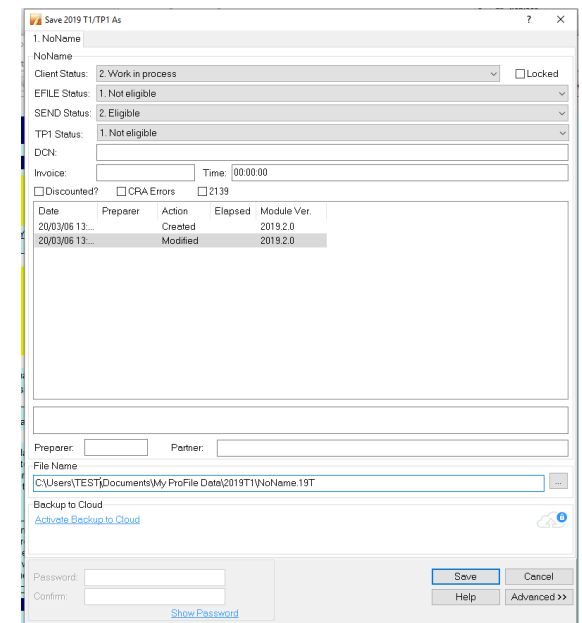 Save 2019 T1/TP1 As ? ×
1. NoName
NoName
Client Status: 2. Work in process Locked
EFILE Status: 1. Not eligible
SEND Status: 2. Eligible
TP1 Status: 1. Not eligible
DCN:
Invoice: Time: 00:00:00
Discounted? CRA Errors 2139
Date Preparer Action Elapsed Module Ver.
20/03/06 13:... Created 2019.2.0
20/03/06 13:... Modified 2019.2.0
Preparer: Partner:
File Name
C:\Users\TEST\Documents\My ProFile Data\2019T1\NoName.19T ...
Backup to Cloud
Activate Backup to Cloud
Password: Save Cancel
Confirm: Help Advanced >>
Show Password